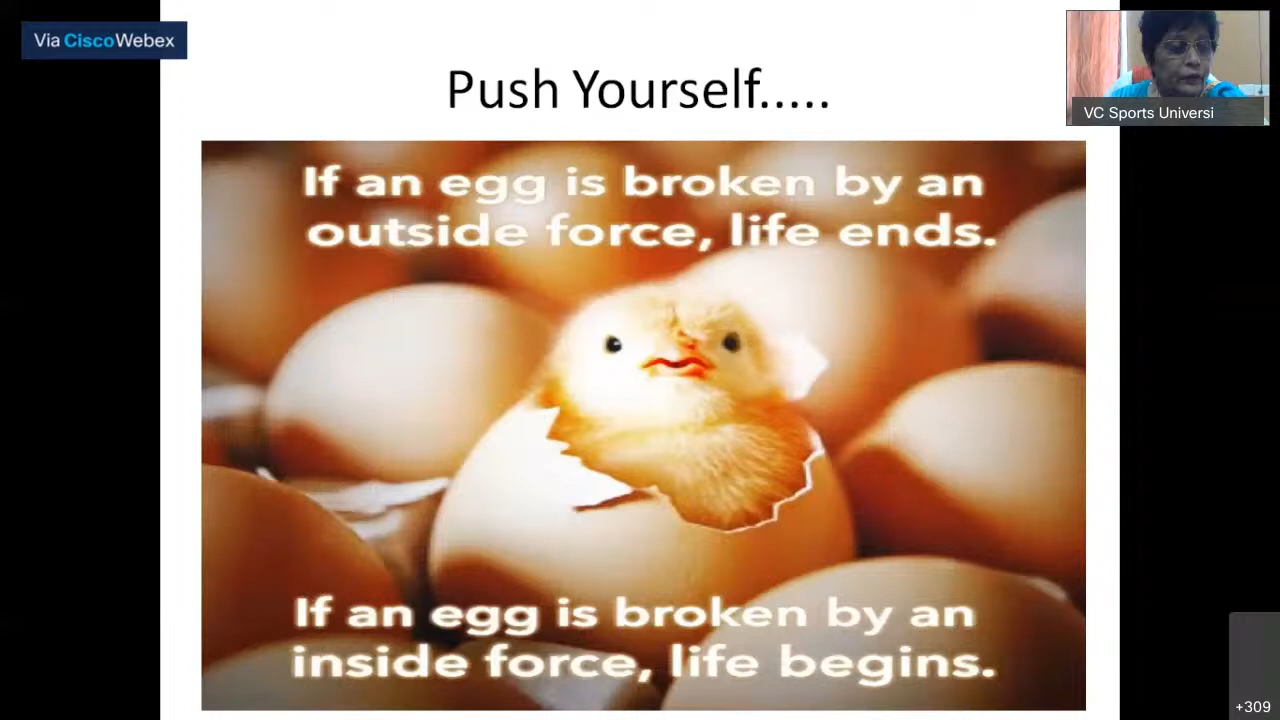 Via CiscoWebex
VC Sports Universi
Push Yourself.....
If an egg is broken by an
outside force, life ends.
If an egg is broken by an
inside force, life begins.
+309